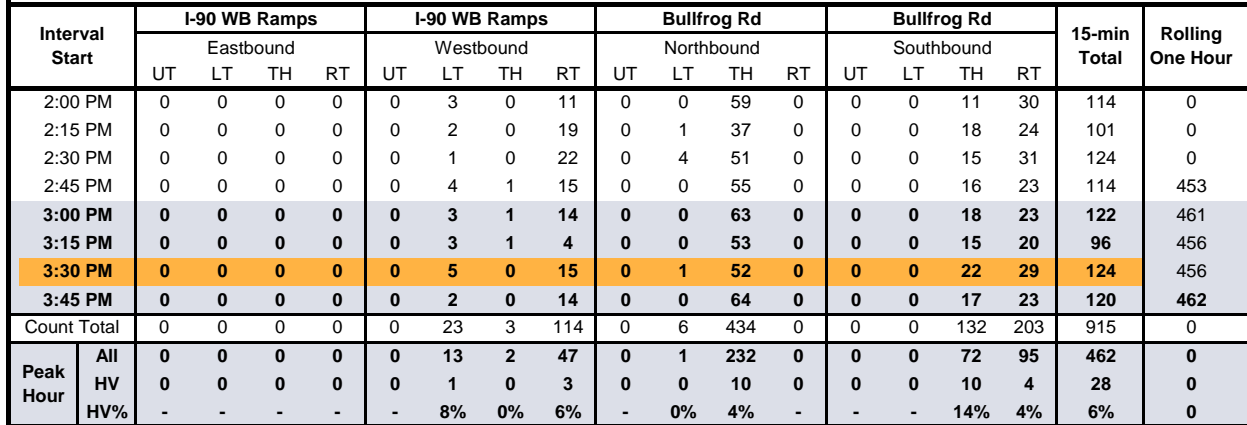 Interval Start I-90 WB Ramps I-90 WB Ramps Bullfrog Rd Bullfrog Rd 15-min Total Rolling One Hour
Eastbound Westbound Northbound Southbound
UT LT TH RT UT LT TH RT UT LT TH RT UT LT TH RT
2:00 PM 0 0 0 0 0 3 0 11 0 0 59 0 0 0 11 30 114 0
2:15 PM 0 0 0 0 0 2 0 19 0 1 37 0 0 0 18 24 101 0
2:30 PM 0 0 0 0 0 1 0 22 0 4 51 0 0 0 15 31 124 0
2:45 PM 0 0 0 0 0 4 1 15 0 0 55 0 0 0 16 23 114 453
3:00 PM 0 0 0 0 0 3 1 14 0 0 63 0 0 0 18 23 122 461
3:15 PM 0 0 0 0 0 3 1 4 0 0 53 0 0 0 15 20 96 456
3:30 PM 0 0 0 0 0 5 0 15 0 1 52 0 0 0 22 29 124 456
3:45 PM 0 0 0 0 0 2 0 14 0 0 64 0 0 0 17 23 120 462
Count Total 0 0 0 0 0 23 3 114 0 6 434 0 0 0 132 203 915 0
Peak Hour All 0 0 0 0 0 13 2 47 0 1 232 0 0 0 72 95 462 0
HV 0 0 0 0 0 1 0 3 0 0 10 0 0 0 10 4 28 0
HV% - - - - - 8% 0% 6% - 0% 4% - - - 14% 4% 6% 0